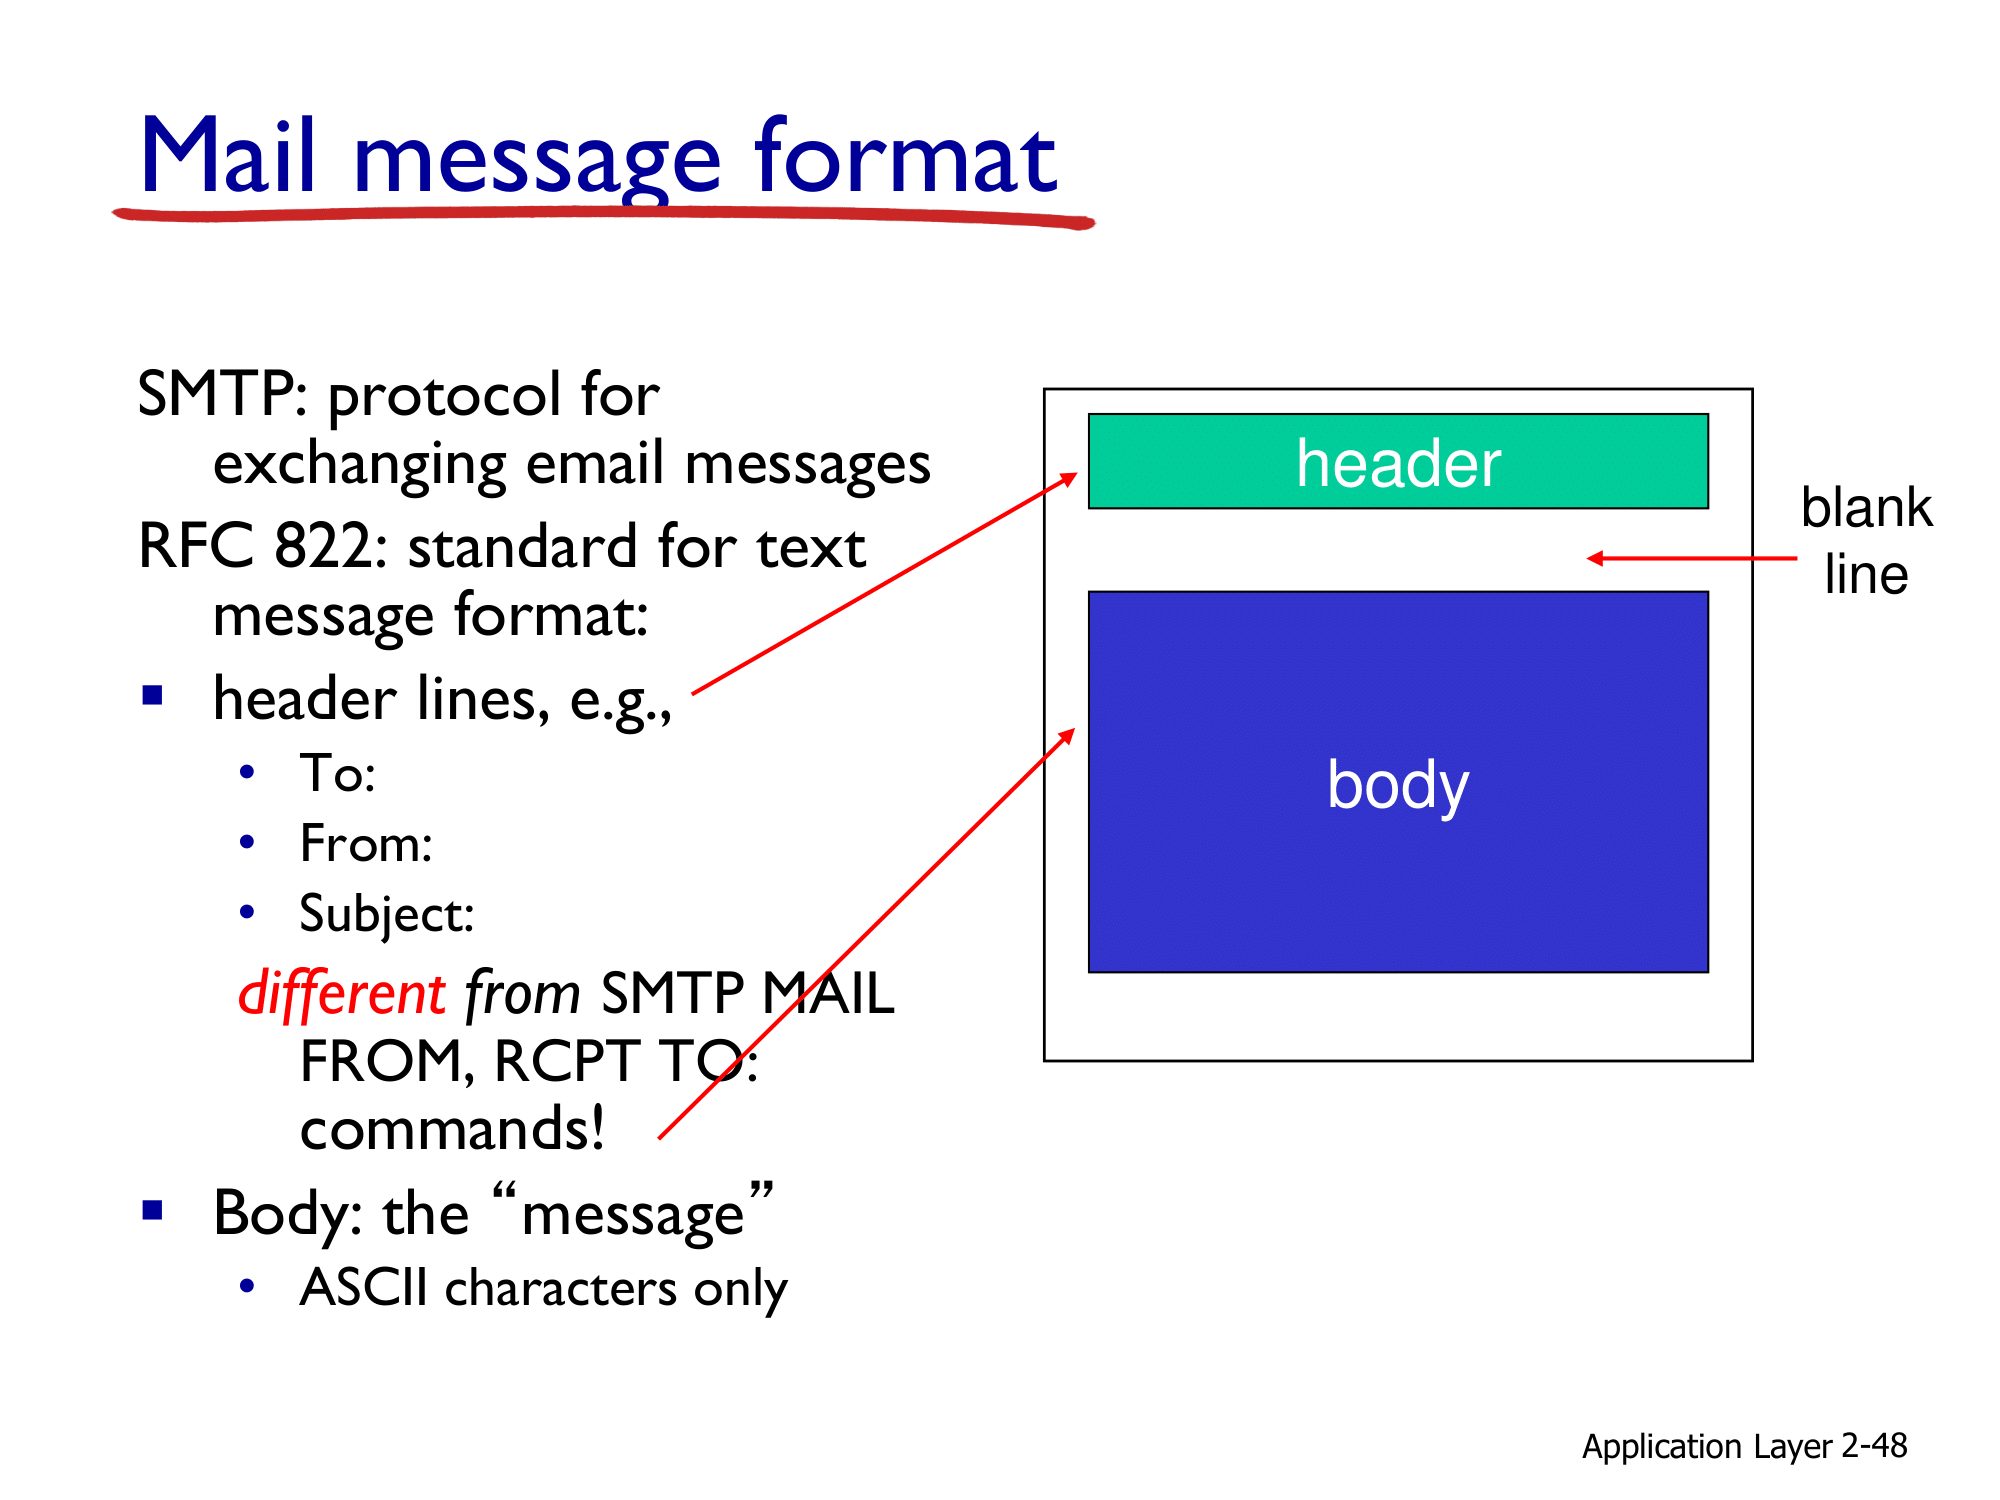 Mail message format
SMTP: protocol for
exchanging email messages
RFC 822: standard for text
message format:
▪ header lines, e.g.,
• To:
• From:
• Subject:
different from SMTP MAIL
FROM, RCPT TO:
commands!
▪ Body: the “message”
• ASCII characters only
header
blank
line
body
Application Layer 2-48